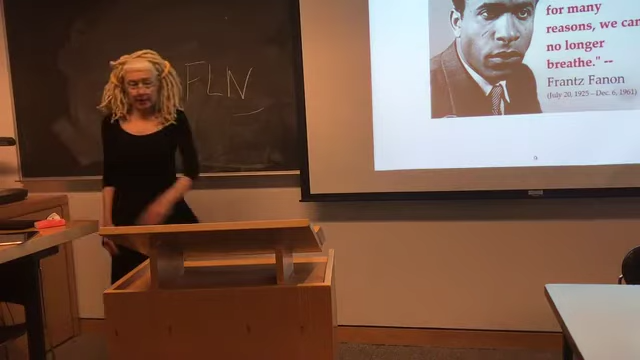 FLN
for many
reasons, we can
no longer
breathe." --
Frantz Fanon
(July 20, 1925 – Dec. 6, 1961)